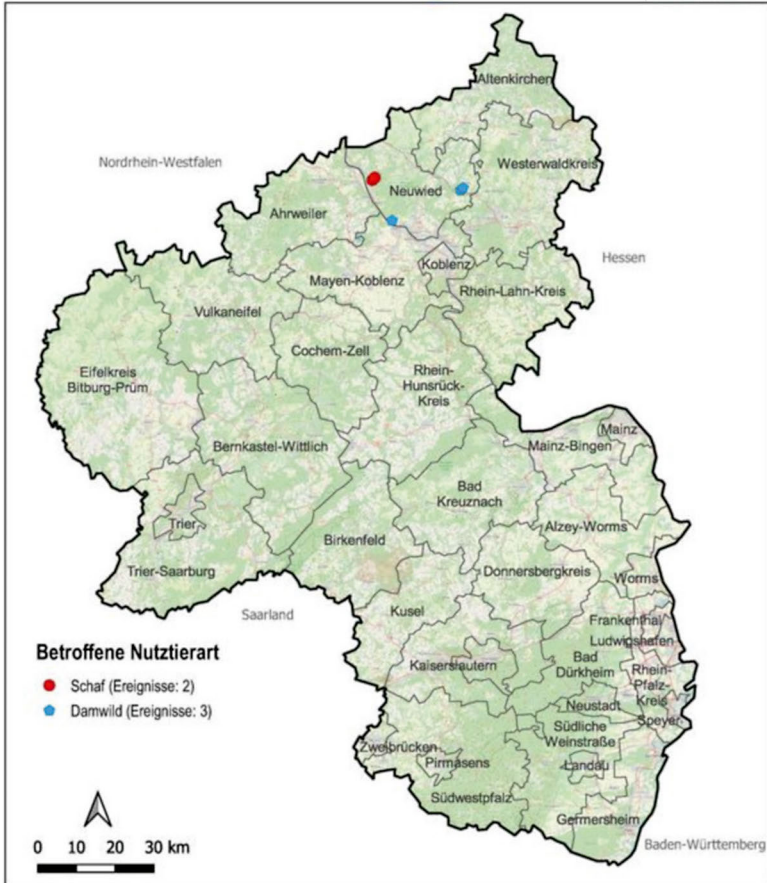 Altenkirchen
Nordrhein-Westfalen
Westerwaldkreis
Neuwied
Ahrweiler
Hessen
Koblenz
Mayen-Koblenz
Rhein-Lahn-Kreis
Vulkaneifel
Cochem-Zell
Eifelkreis
Bitburg-Prüm
Rhein-
Hunsrück-
Kreis
Mainz
Bernkastel-Wittlich
Mainz-Bingen
Bad
Kreuznach
Trier
Alzey-Worms
Birkenfeld
Trier-Saarburg
Donnersbergkreis
Worms
Saarland
Kusel
Frankenthal
Ludwigshafen
Betroffene Nutztierart
Kaiserslautern
Bad
Dürkheim
Rhein-
Pfalz-
Kreis
Schaf (Ereignisse: 2)
Damwild (Ereignisse: 3)
Neustadt
Speyer
Südliche
Weinstraße
Zweibrücken
Pirmasens
Landau
Südwestpfalz
Germersheim
0 10 20 30 km
Baden-Württemberg